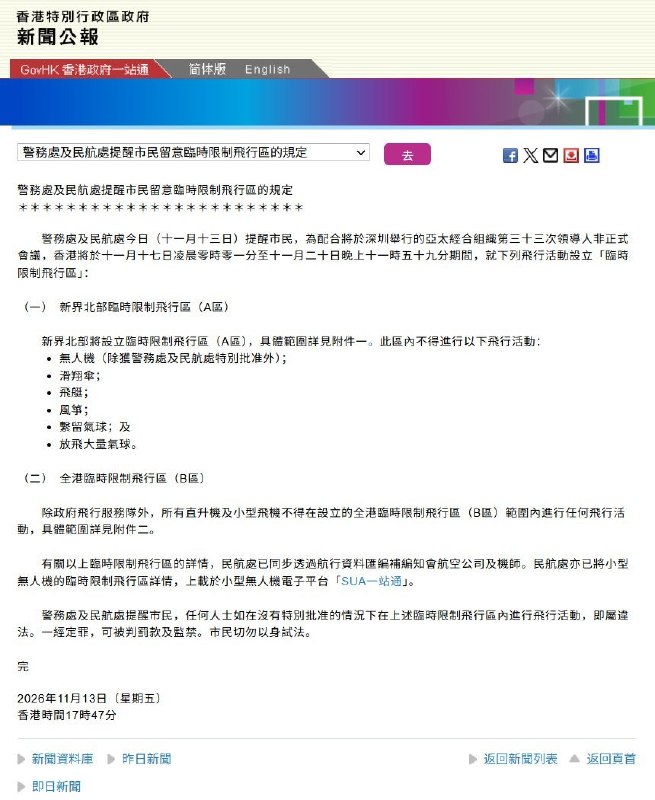 香港特別行政區政府
新聞公報
GovHK 香港政府一站通 简体版 English
警務處及民航處提醒市民留意臨時限制飛行區的規定 去
警務處及民航處提醒市民留意臨時限制飛行區的規定
＊＊＊＊＊＊＊＊＊＊＊＊＊＊＊＊＊＊＊＊＊＊＊＊
警務處及民航處今日（十一月十三日）提醒市民，為配合將於深圳舉行的亞太經合組織第三十三次領導人非正式
會議，香港將於十一月十七日凌晨零時零一分至十一月二十日晚上十一時五十九分期間，就下列飛行活動設立「臨時
限制飛行區」：
（一） 新界北部臨時限制飛行區（A區）
新界北部將設立臨時限制飛行區（A區），具體範圍詳見附件一。此區內不得進行以下飛行活動：
• 無人機（除獲警務處及民航處特別批准外）；
• 滑翔傘；
• 飛艇；
• 風箏；
• 繫留氣球；及
• 放飛大量氣球。
（二） 全港臨時限制飛行區（B區）
除政府飛行服務隊外，所有直升機及小型飛機不得在設立的全港臨時限制飛行區（B區）範圍內進行任何飛行活
動，具體範圍詳見附件二。
有關以上臨時限制飛行區的詳情，民航處已同步透過航行資料匯編補編知會航空公司及機師。民航處亦已將小型
無人機的臨時限制飛行區詳情，上載於小型無人機電子平台「SUA一站通」。
警務處及民航處提醒市民，任何人士如在沒有特別批准的情況下在上述臨時限制飛行區內進行飛行活動，即屬違
法。一經定罪，可被判罰款及監禁。市民切勿以身試法。
完
2026年11月13日（星期五）
香港時間17時47分
新聞資料庫 昨日新聞 返回新聞列表 返回頁首
即日新聞